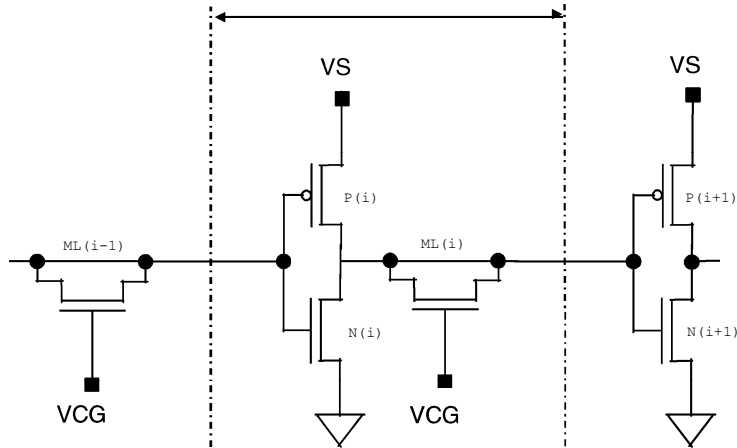 VS
VS
P(i)
P(i+1)
ML(i-1)
ML(i)
N(i)
N(i+1)
VCG
VCG